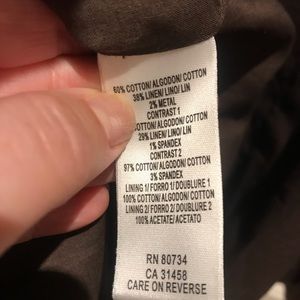 60% COTTON/ALGODON/COTTON
38% LINEN/LINO/LIN
2% METAL
CONTRAST 1
COTTON/ALGODON/COTTON
29% LINEN/LINO/LIN
1% SPANDEX
CONTRAST 2
97% COTTON/ALGODON/COTTON
3% SPANDEX
LINING 1/ FORRO 1/ DOUBLURE 1
100% COTTON/ALGODON/COTTON
LINING 2/ FORRO 2/ DOUBLURE 2
100% ACETATE/ ACETATO
RN 80734
CA 31458
CARE ON REVERSE